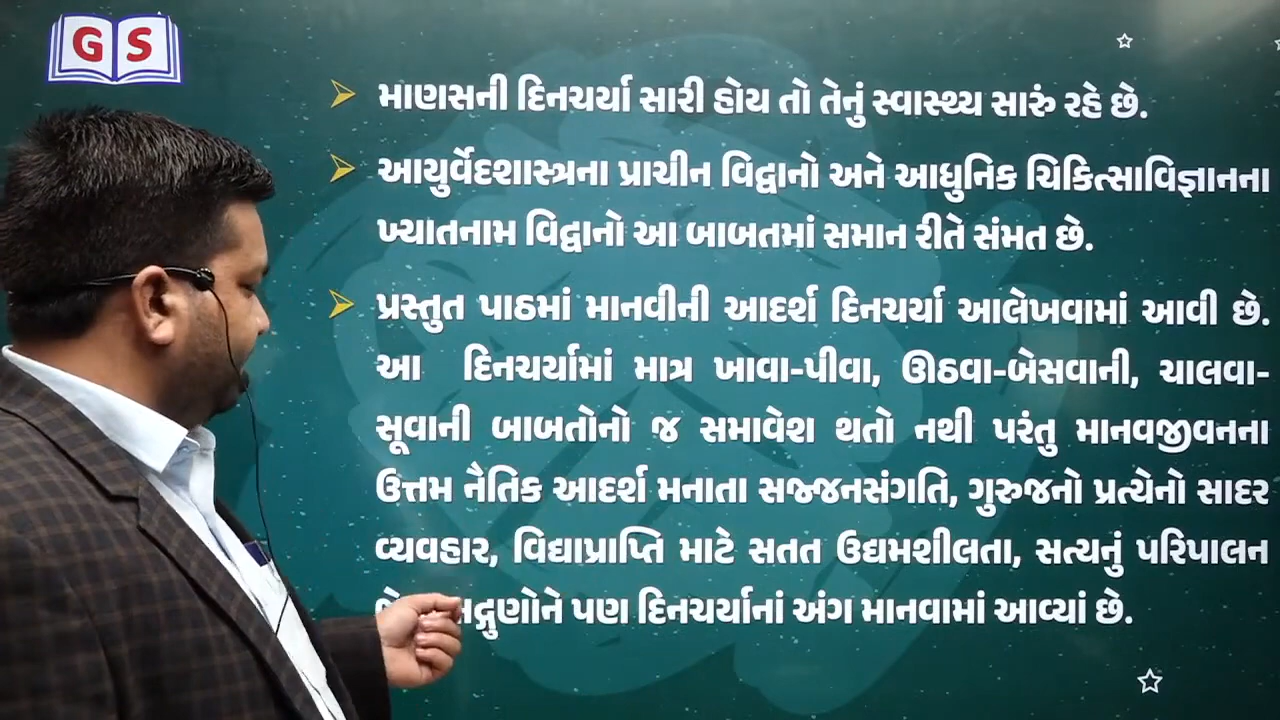 GS
માણસની દિનચર્યા સારી હોય તો તેનું સ્વાસ્થ્ય સારું રહે છે.
આયુર્વેદશાસ્ત્રના પ્રાચીન વિદ્વાનો અને આધુનિક ચિકિત્સાવિજ્ઞાનના
ખ્યાતનામ વિદ્વાનો આ બાબતમાં સમાન રીતે સંમત છે.
પ્રસ્તુત પાઠમાં માનવીની આદર્શ દિનચર્યા આલેખવામાં આવી છે.
આ દિનચર્યામાં માત્ર ખાવા-પીવા, ઊઠવા-બેસવાની, ચાલવા-
સૂવાની બાબતોનો જ સમાવેશ થતો નથી પરંતુ માનવજીવનના
ઉત્તમ નૈતિક આદર્શ મનાતા સજ્જનસંગતિ, ગુરુજનો પ્રત્યેનો સાદર
વ્યવહાર, વિદ્યાપ્રાપ્તિ માટે સતત ઉદ્યમશીલતા, સત્યનું પરિપાલન
પણ દિનચર્યાનાં અંગ માનવામાં આવ્યાં છે.